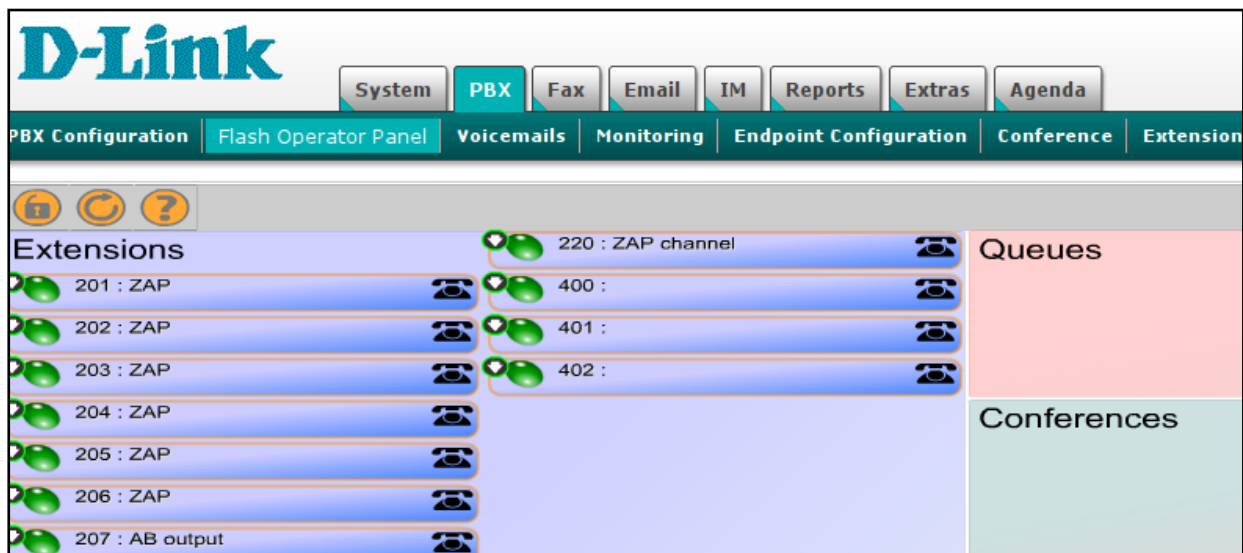 D-Link
System PBX Fax Email IM Reports Extras Agenda
PBX Configuration Flash Operator Panel Voicemails Monitoring Endpoint Configuration Conference Extension
Extensions
201 : ZAP
202 : ZAP
203 : ZAP
204 : ZAP
205 : ZAP
206 : ZAP
207 : AB output
220 : ZAP channel
400 :
401 :
402 :
Queues
Conferences